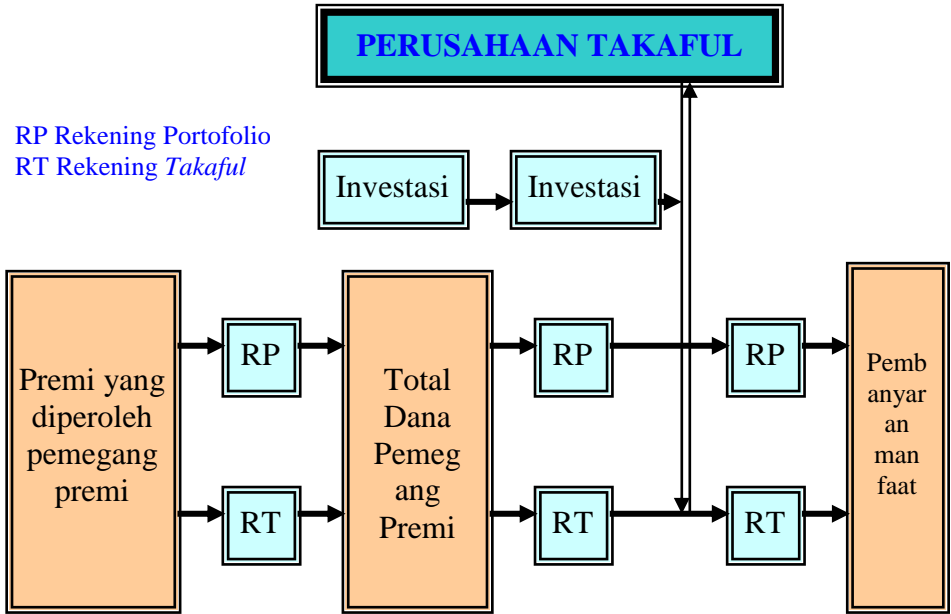 PERUSAHAAN TAKAFUL
RP Rekening Portofolio
RT Rekening Takaful
Investasi
Investasi
Premi yang
diperoleh
pemegang
premi
RP
RT
Total
Dana
Pemeg
ang
Premi
RP
RT
RP
RT
Pemb
anyar
an
man
faat